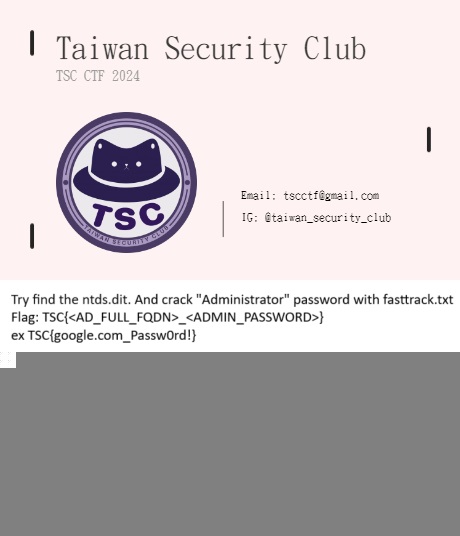 Taiwan Security Club
TSC CTF 2024
TSC
TAIWAN SECURITY CLUB
Email: tscctf@gmail.com
IG: @taiwan_security_club
Try find the ntds.dit. And crack "Administrator" password with fasttrack.txt
Flag: TSC{<AD_FULL_FQDN>_<ADMIN_PASSWORD>}
ex TSC{google.com_Passw0rd!}